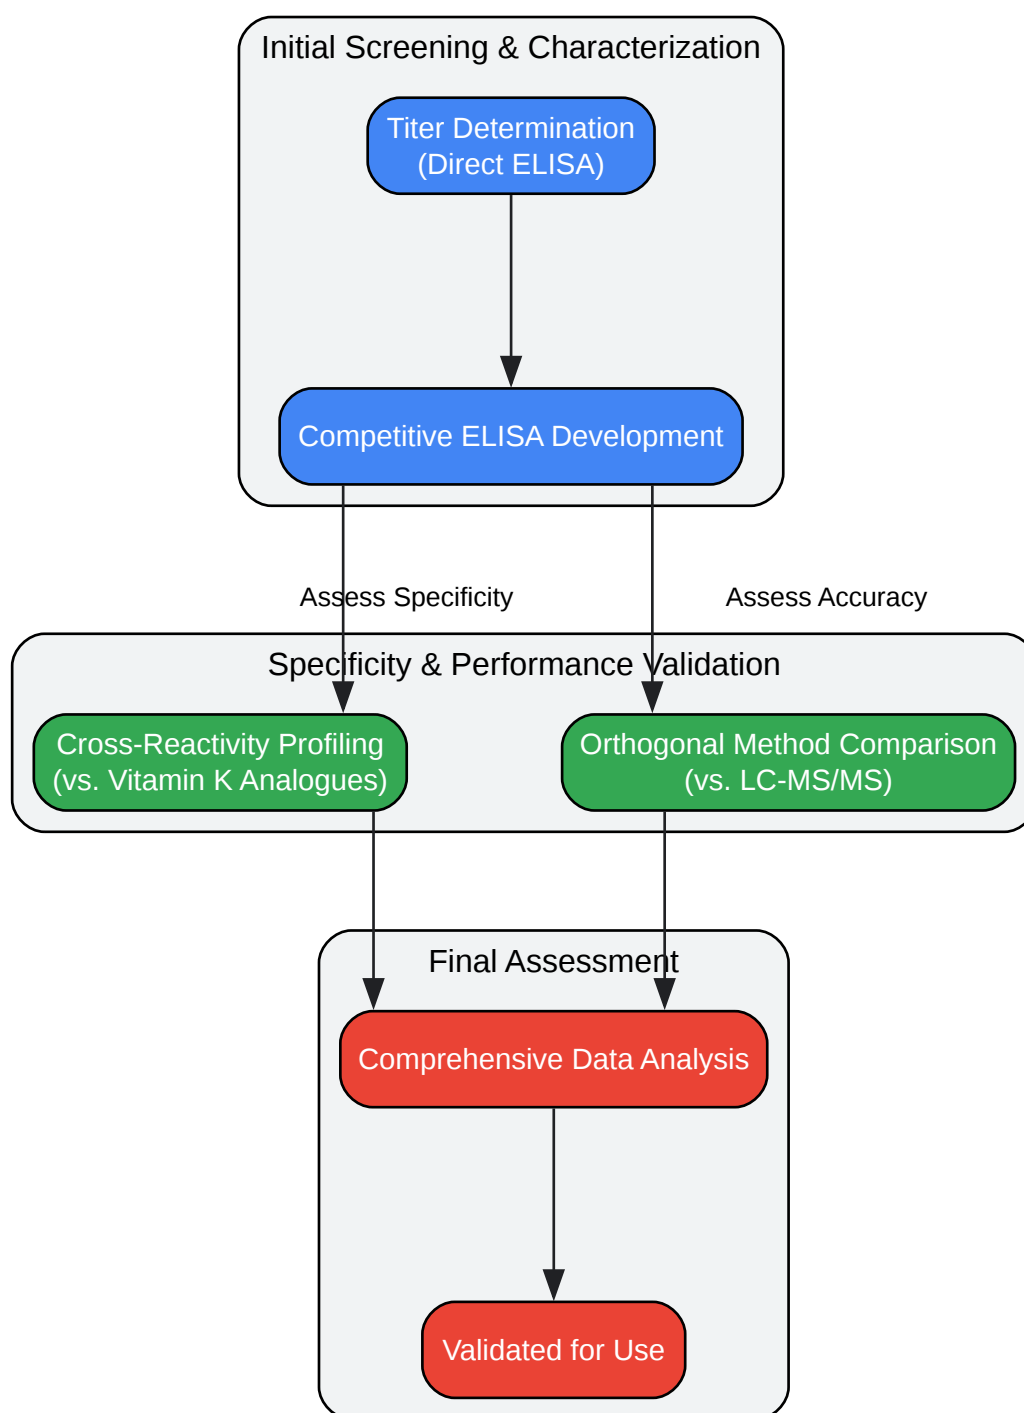 Initial Screening & Characterization
Titer Determination
(Direct ELISA)
Competitive ELISA Development
Assess Specificity
Assess Accuracy
Specificity & Performance Validation
Cross-Reactivity Profiling
(vs. Vitamin K Analogues)
Orthogonal Method Comparison
(vs. LC-MS/MS)
Final Assessment
Comprehensive Data Analysis
Validated for Use